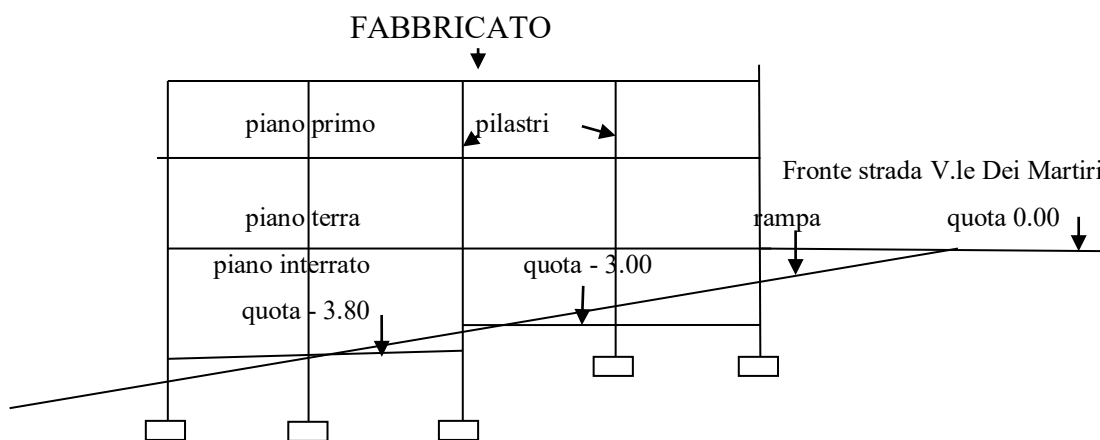 FABBRICATO
piano primo
pilastri
Fronte strada V.le Dei Martiri
piano terra
rampa
quota 0.00
piano interrato
quota - 3.00
quota - 3.80